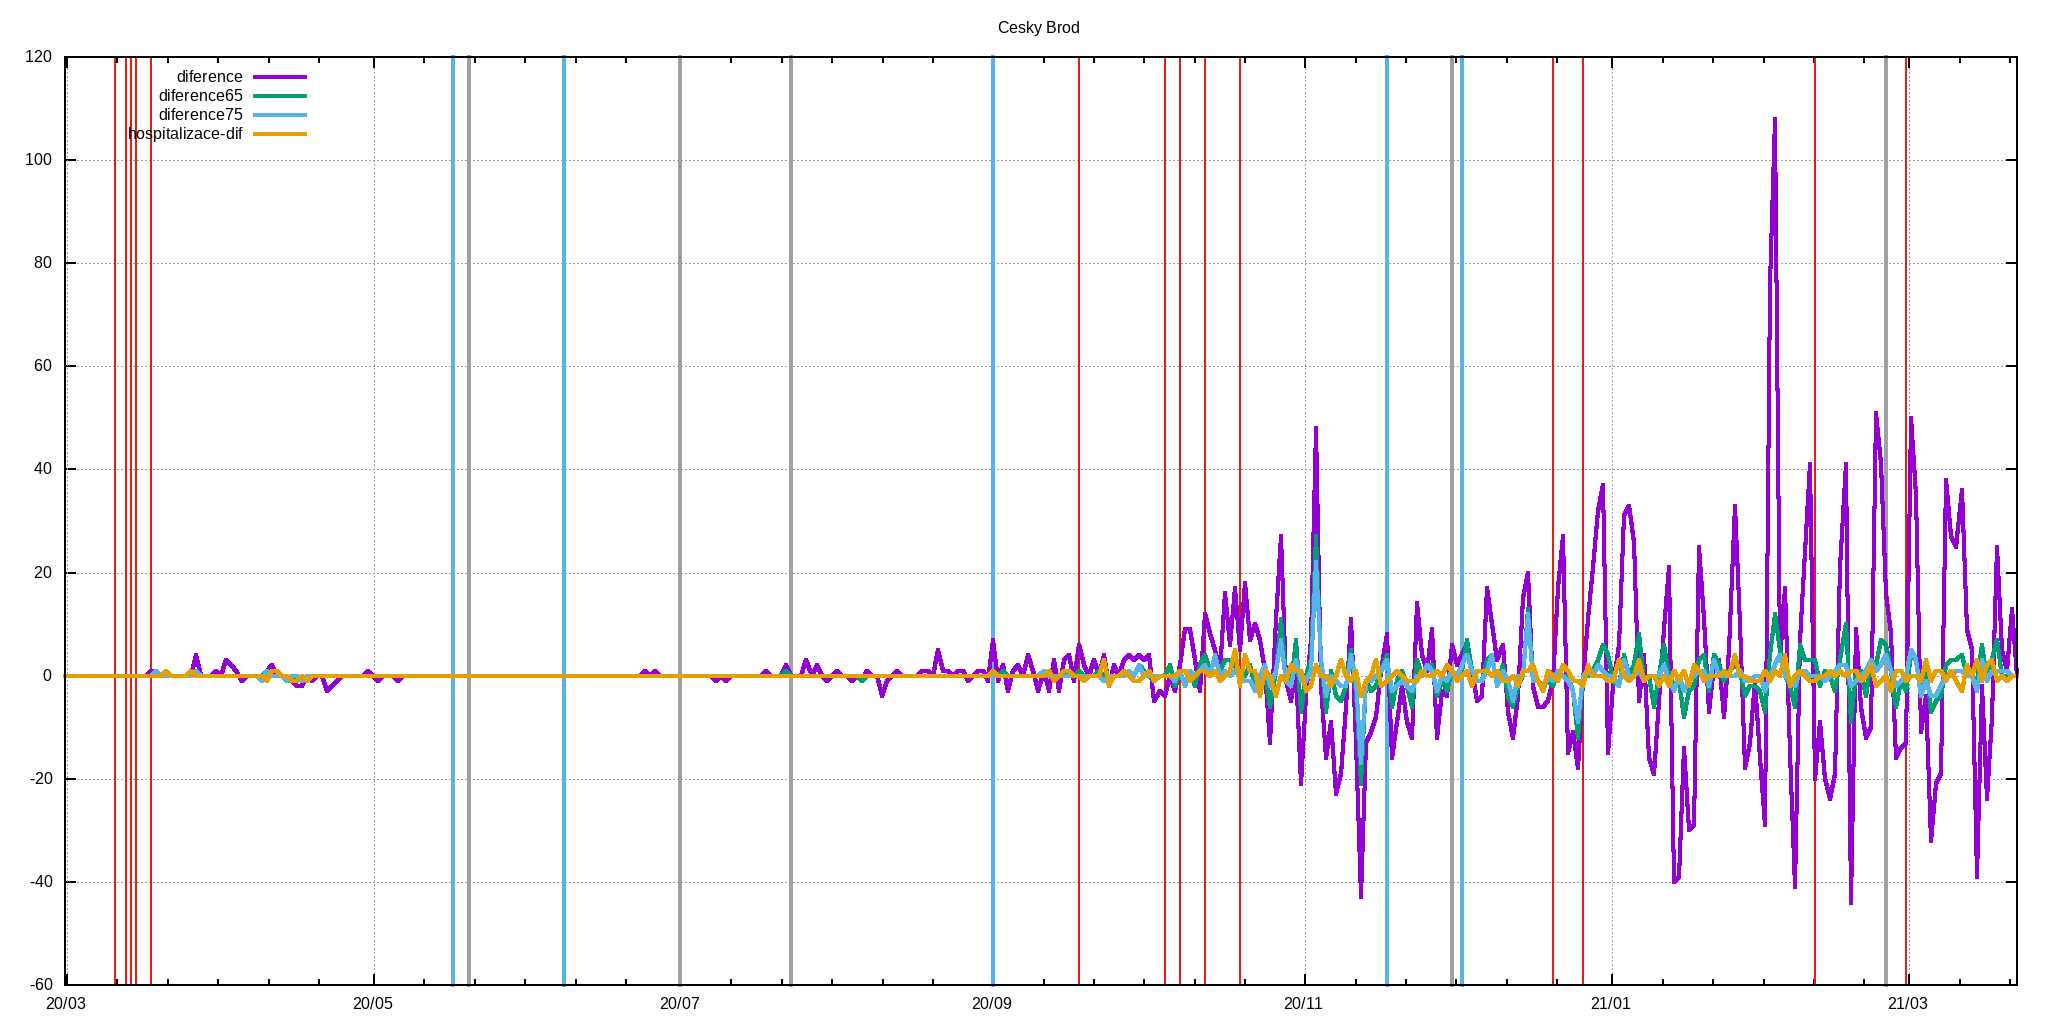 Cesky Brod
120
100
80
60
40
20
0
-20
-40
-60
diference
diference65
diference75
hospitalizace-dif
20/03 20/05 20/07 20/09 20/11 21/01 21/03